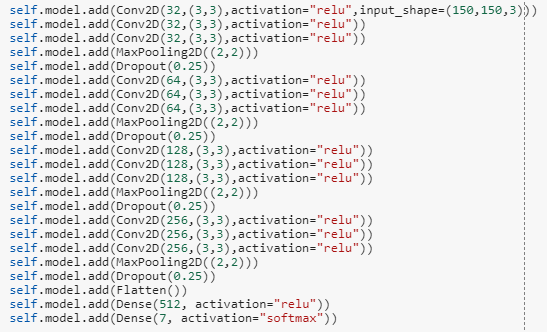 self.model.add(Conv2D(32,(3,3),activation="relu",input_shape=(150,150,3)))
self.model.add(Conv2D(32,(3,3),activation="relu"))
self.model.add(Conv2D(32,(3,3),activation="relu"))
self.model.add(MaxPooling2D((2,2)))
self.model.add(Dropout(0.25))
self.model.add(Conv2D(64,(3,3),activation="relu"))
self.model.add(Conv2D(64,(3,3),activation="relu"))
self.model.add(Conv2D(64,(3,3),activation="relu"))
self.model.add(MaxPooling2D((2,2)))
self.model.add(Dropout(0.25))
self.model.add(Conv2D(128,(3,3),activation="relu"))
self.model.add(Conv2D(128,(3,3),activation="relu"))
self.model.add(Conv2D(128,(3,3),activation="relu"))
self.model.add(MaxPooling2D((2,2)))
self.model.add(Dropout(0.25))
self.model.add(Conv2D(256,(3,3),activation="relu"))
self.model.add(Conv2D(256,(3,3),activation="relu"))
self.model.add(Conv2D(256,(3,3),activation="relu"))
self.model.add(MaxPooling2D((2,2)))
self.model.add(Dropout(0.25))
self.model.add(Flatten())
self.model.add(Dense(512, activation="relu"))
self.model.add(Dense(7, activation="softmax"))